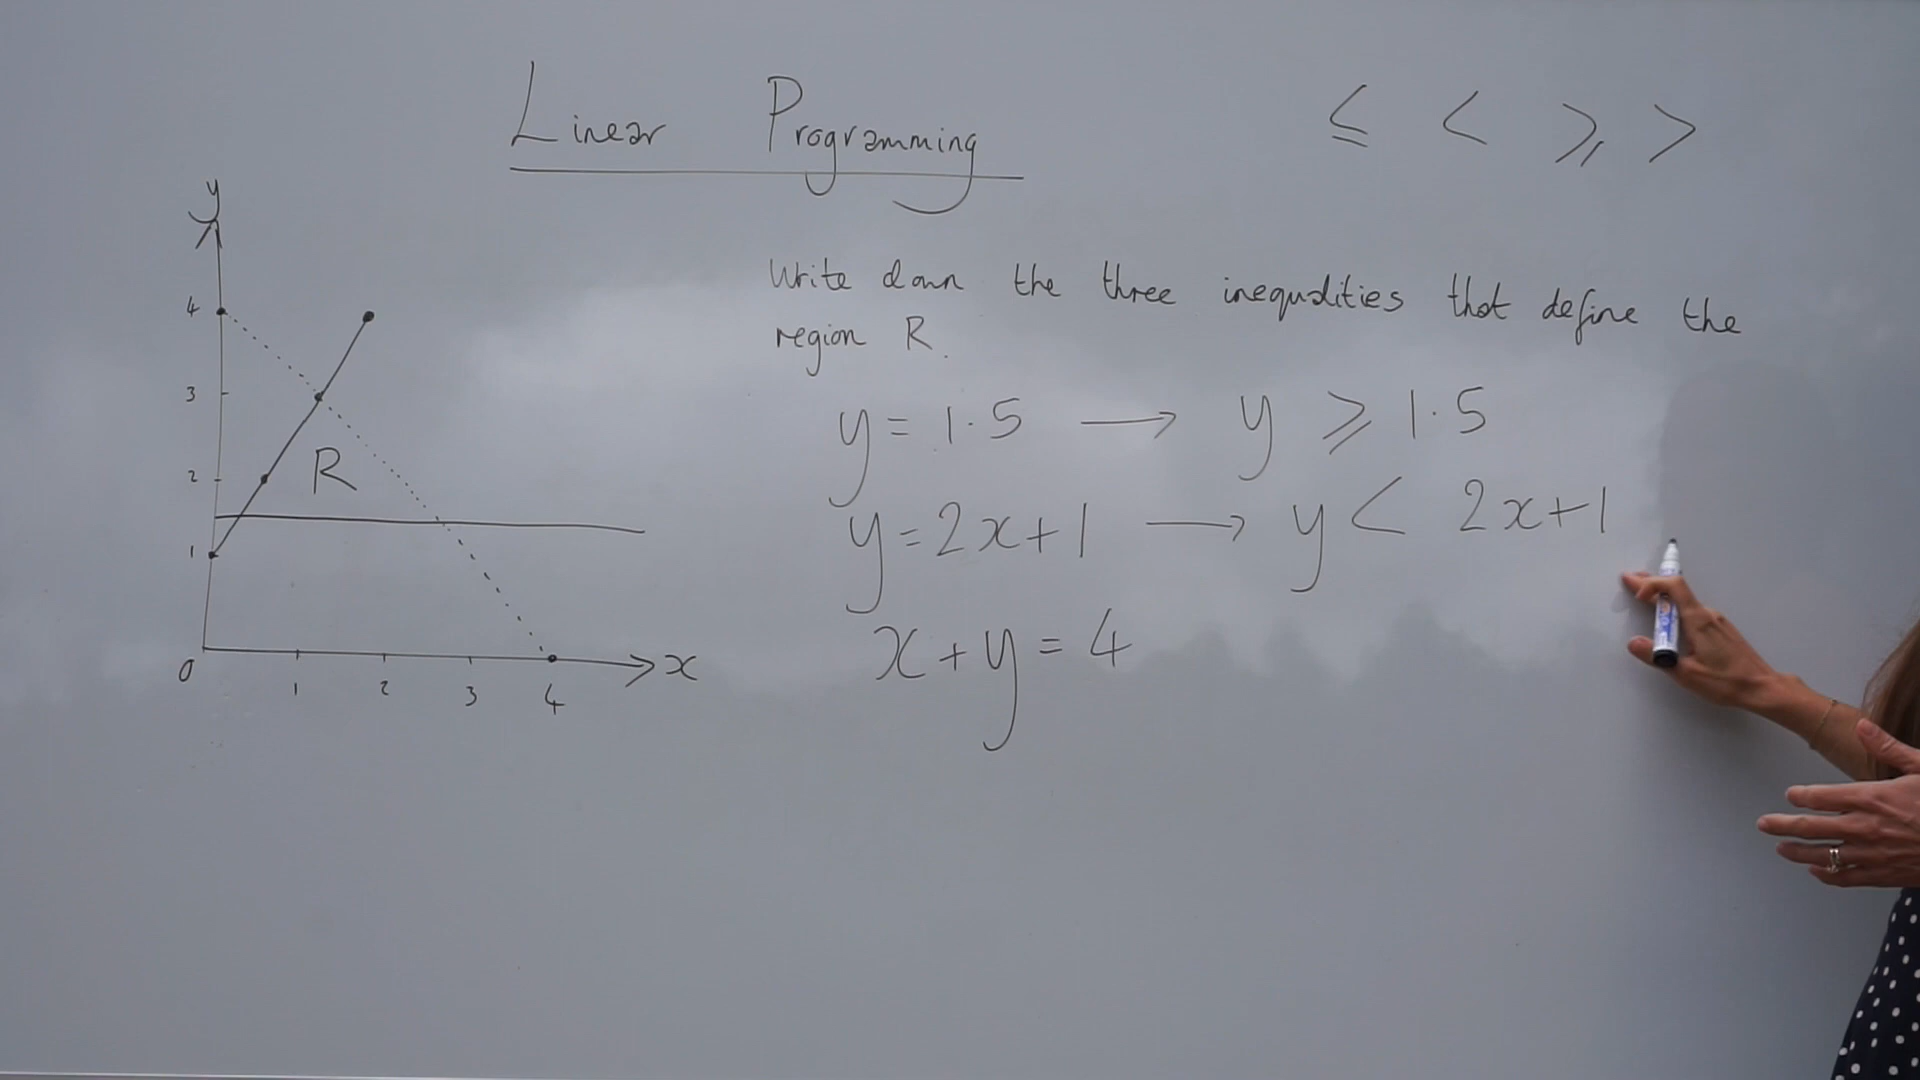 Linear Programming
≤ < ⩾ >
Write down the three inequalities that define the
region R.
y = 1.5 → y ⩾ 1.5
y = 2x+1 → y < 2x+1
x + y = 4
y
4
3
2
1
0
R
1 2 3 4
x